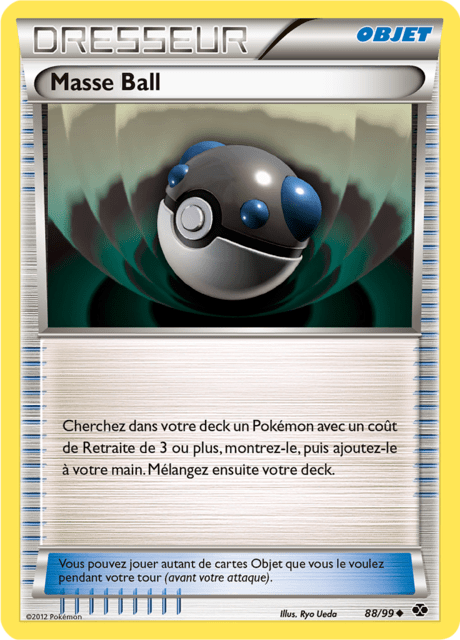 DRESSEUR
OBJET
Masse Ball
Cherchez dans votre deck un Pokémon avec un coût
de Retraite de 3 ou plus, montrez-le, puis ajoutez-le
à votre main. Mélangez ensuite votre deck.
Vous pouvez jouer autant de cartes Objet que vous le voulez
pendant votre tour (avant votre attaque).
©2012 Pokémon
Illus. Ryo Ueda
88/99